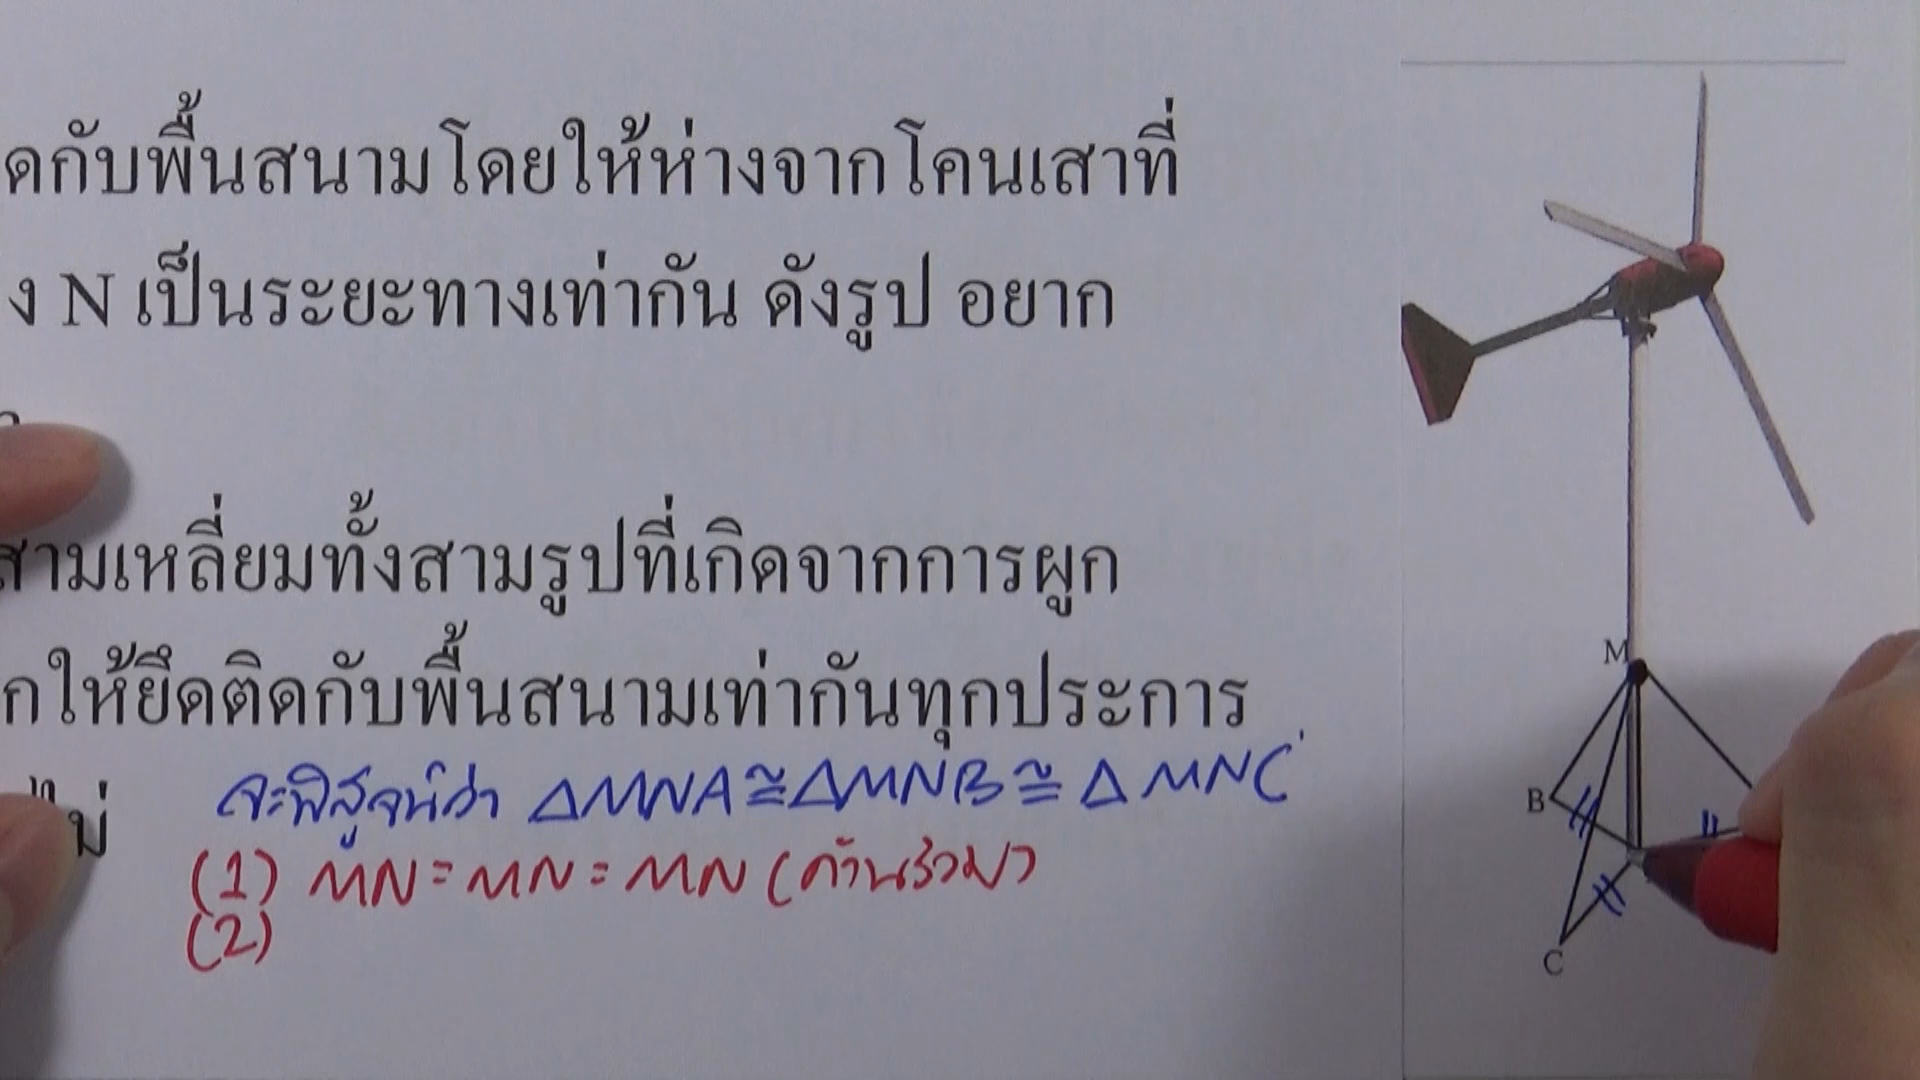 ดกับพื้นสนามโดยให้ห่างจากโคนเสาที่
ง N เป็นระยะทางเท่ากัน ดังรูป อยาก
สามเหลี่ยมทั้งสามรูปที่เกิดจากการผูก
กให้ยึดติดกับพื้นสนามเท่ากันทุกประการ
จะพิสูจน์ว่า △MNA ≅ △MNB ≅ △MNC
(1) MN = MN = MN (ด้านร่วม)
(2)
M
B
C